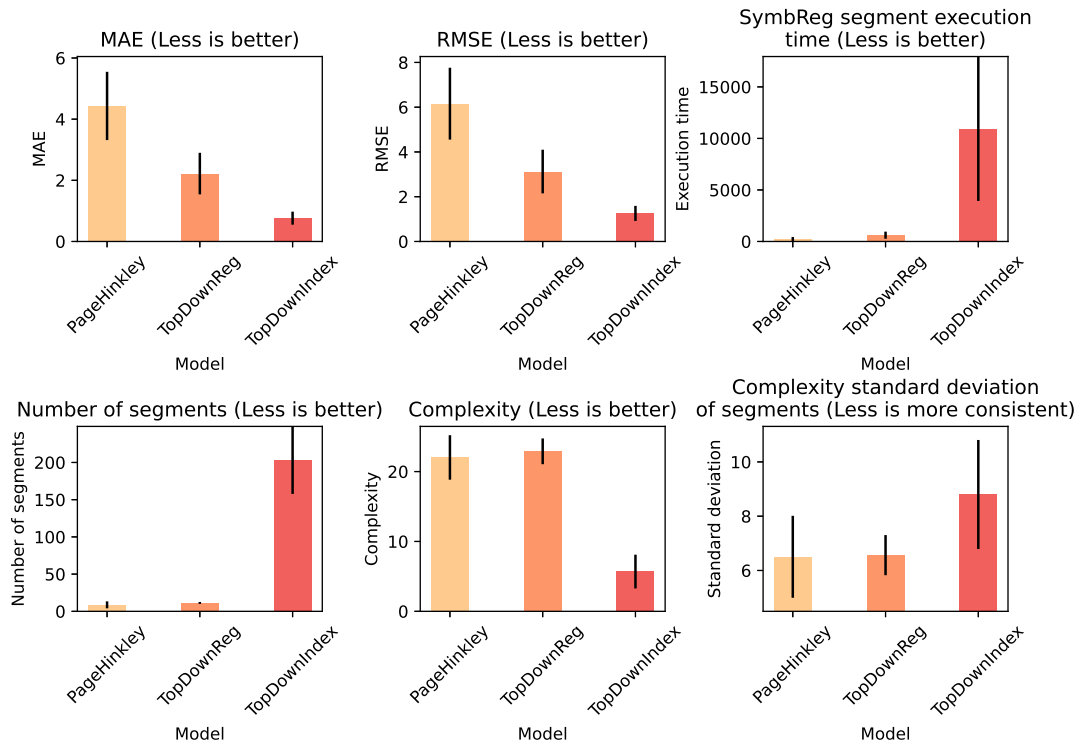 MAE (Less is better)
MAE
6
4
2
0
PageHinkley
TopDownReg
TopDownIndex
Model
RMSE (Less is better)
RMSE
8
6
4
2
0
PageHinkley
TopDownReg
TopDownIndex
Model
SymbReg segment execution
time (Less is better)
Execution time
15000
10000
5000
0
PageHinkley
TopDownReg
TopDownIndex
Model
Number of segments (Less is better)
Number of segments
200
150
100
50
0
PageHinkley
TopDownReg
TopDownIndex
Model
Complexity (Less is better)
Complexity
20
10
0
PageHinkley
TopDownReg
TopDownIndex
Model
Complexity standard deviation
of segments (Less is more consistent)
Standard deviation
10
8
6
PageHinkley
TopDownReg
TopDownIndex
Model